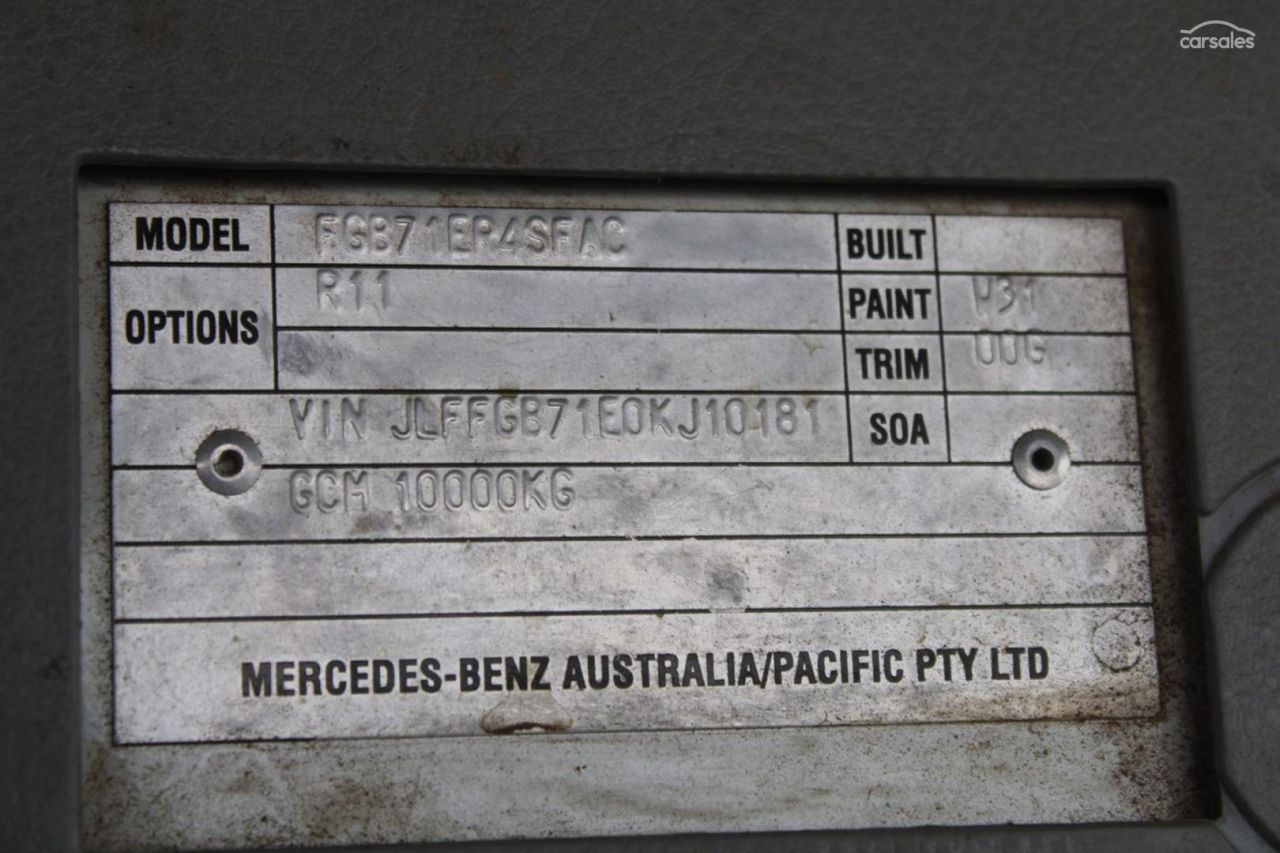 carsales
MODEL FGB71ER4SFAC BUILT
OPTIONS R11 PAINT W31
TRIM 00G
VIN JLFFGB71E0KJ10181 SOA
GCM 10000KG
MERCEDES-BENZ AUSTRALIA/PACIFIC PTY LTD